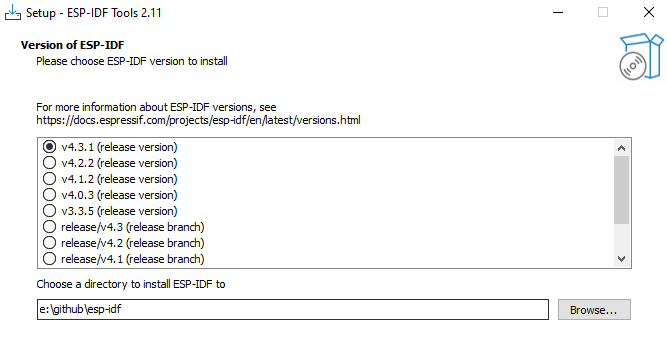 Setup - ESP-IDF Tools 2.11
Version of ESP-IDF
Please choose ESP-IDF version to install
For more information about ESP-IDF versions, see
https://docs.espressif.com/projects/esp-idf/en/latest/versions.html
v4.3.1 (release version)
v4.2.2 (release version)
v4.1.2 (release version)
v4.0.3 (release version)
v3.3.5 (release version)
release/v4.3 (release branch)
release/v4.2 (release branch)
release/v4.1 (release branch)
Choose a directory to install ESP-IDF to
e:\github\esp-idf
Browse...